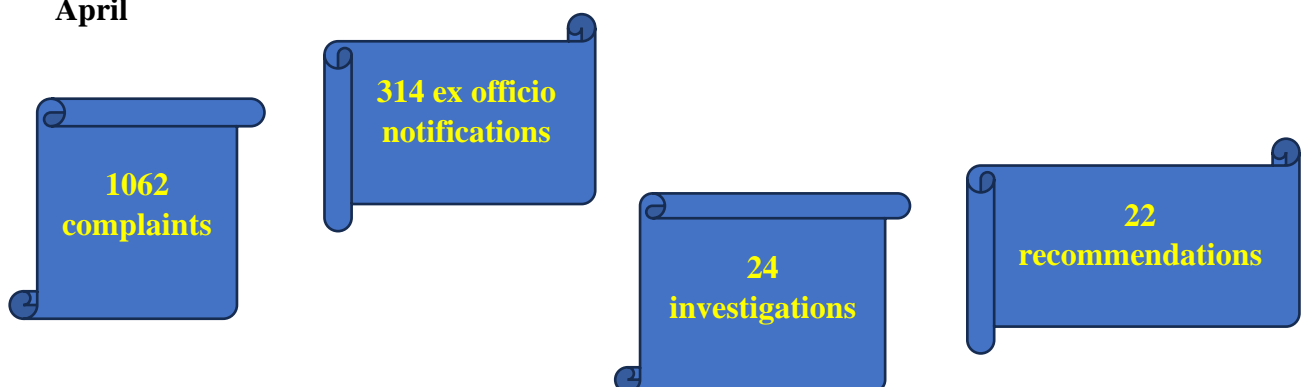 April
1062
complaints
314 ex officio
notifications
24
investigations
22
recommendations